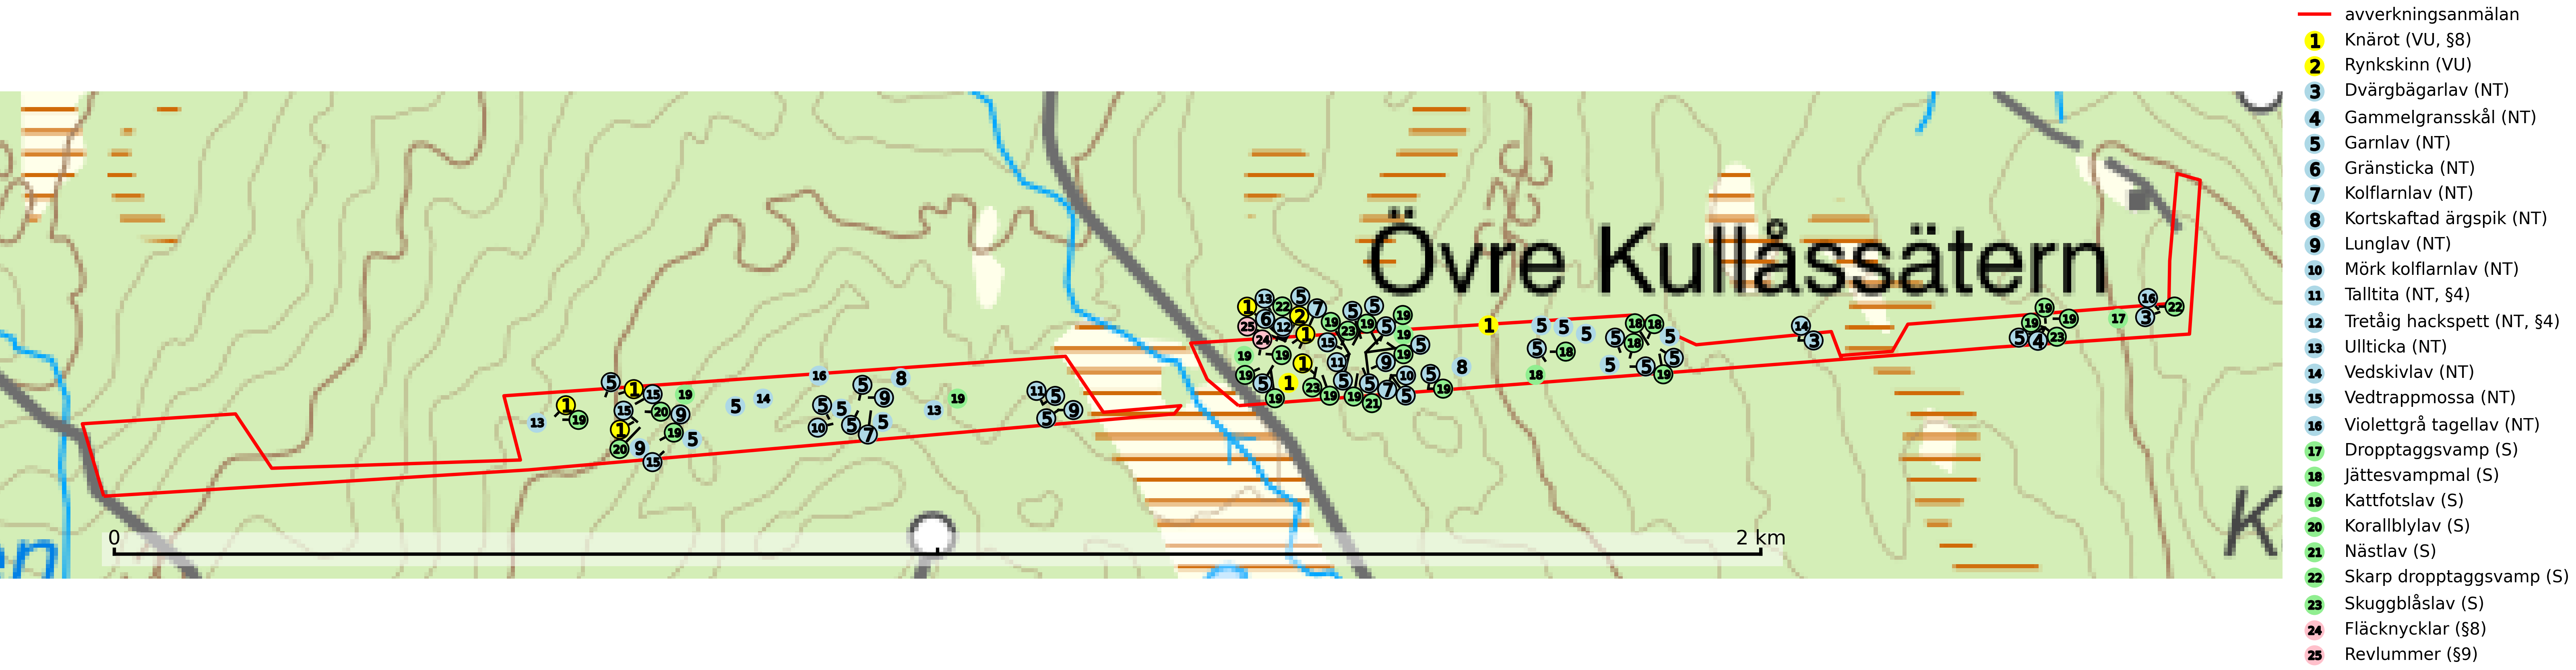 avverkningsanmälan
1 Knärot (VU, §8)
2 Rynkskinn (VU)
3 Dvärgbägarlav (NT)
4 Gammelgransskål (NT)
5 Garnlav (NT)
6 Gränsticka (NT)
7 Kolflarnlav (NT)
8 Kortskaftad ärgspik (NT)
9 Lunglav (NT)
10 Mörk kolflarnlav (NT)
11 Talltita (NT, §4)
12 Tretåig hackspett (NT, §4)
13 Ullticka (NT)
14 Vedskivlav (NT)
15 Vedtrappmossa (NT)
16 Violettgrå tagellav (NT)
17 Dropptaggsvamp (S)
18 Jättesvampmal (S)
19 Kattfotslav (S)
20 Korallblylav (S)
21 Nästlav (S)
22 Skarp dropptaggsvamp (S)
23 Skuggblåslav (S)
24 Fläcknycklar (§8)
25 Revlummer (§9)
Övre Kullåssätern
K
en
0 2 km